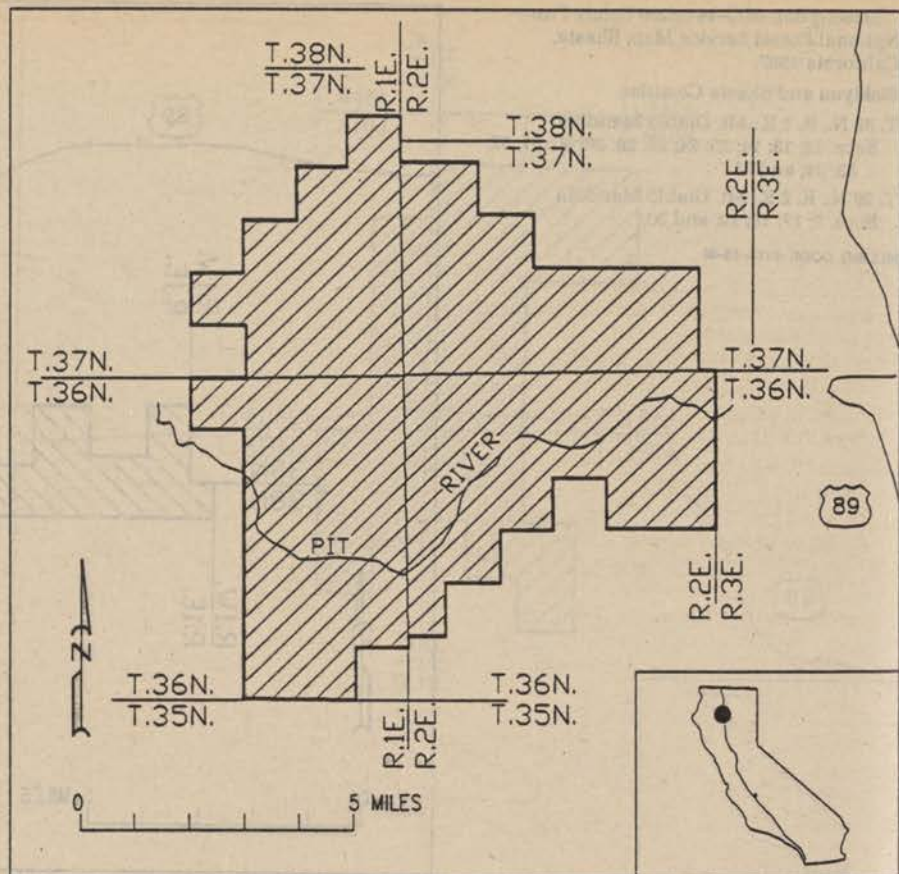 T.38N.
T.37N.
R.1E.
R.2E.
T.38N.
T.37N.
R.2E.
R.3E.
T.37N.
T.36N.
T.37N.
T.36N.
RIVER
PIT
89
R.2E.
R.3E.
N
T.36N.
T.35N.
T.36N.
T.35N.
R.1E.
R.2E.
0 5 MILES